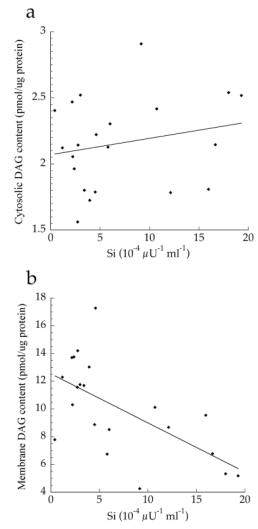 a
Cytosolic DAG content (pmol/ug protein)
3
2.5
2
1.5
0 5 10 15 20
Si (10⁻⁴ µU⁻¹ ml⁻¹)
b
Membrane DAG content (pmol/ug protein)
18
16
14
12
10
8
6
4
0 5 10 15 20
Si (10⁻⁴ µU⁻¹ ml⁻¹)